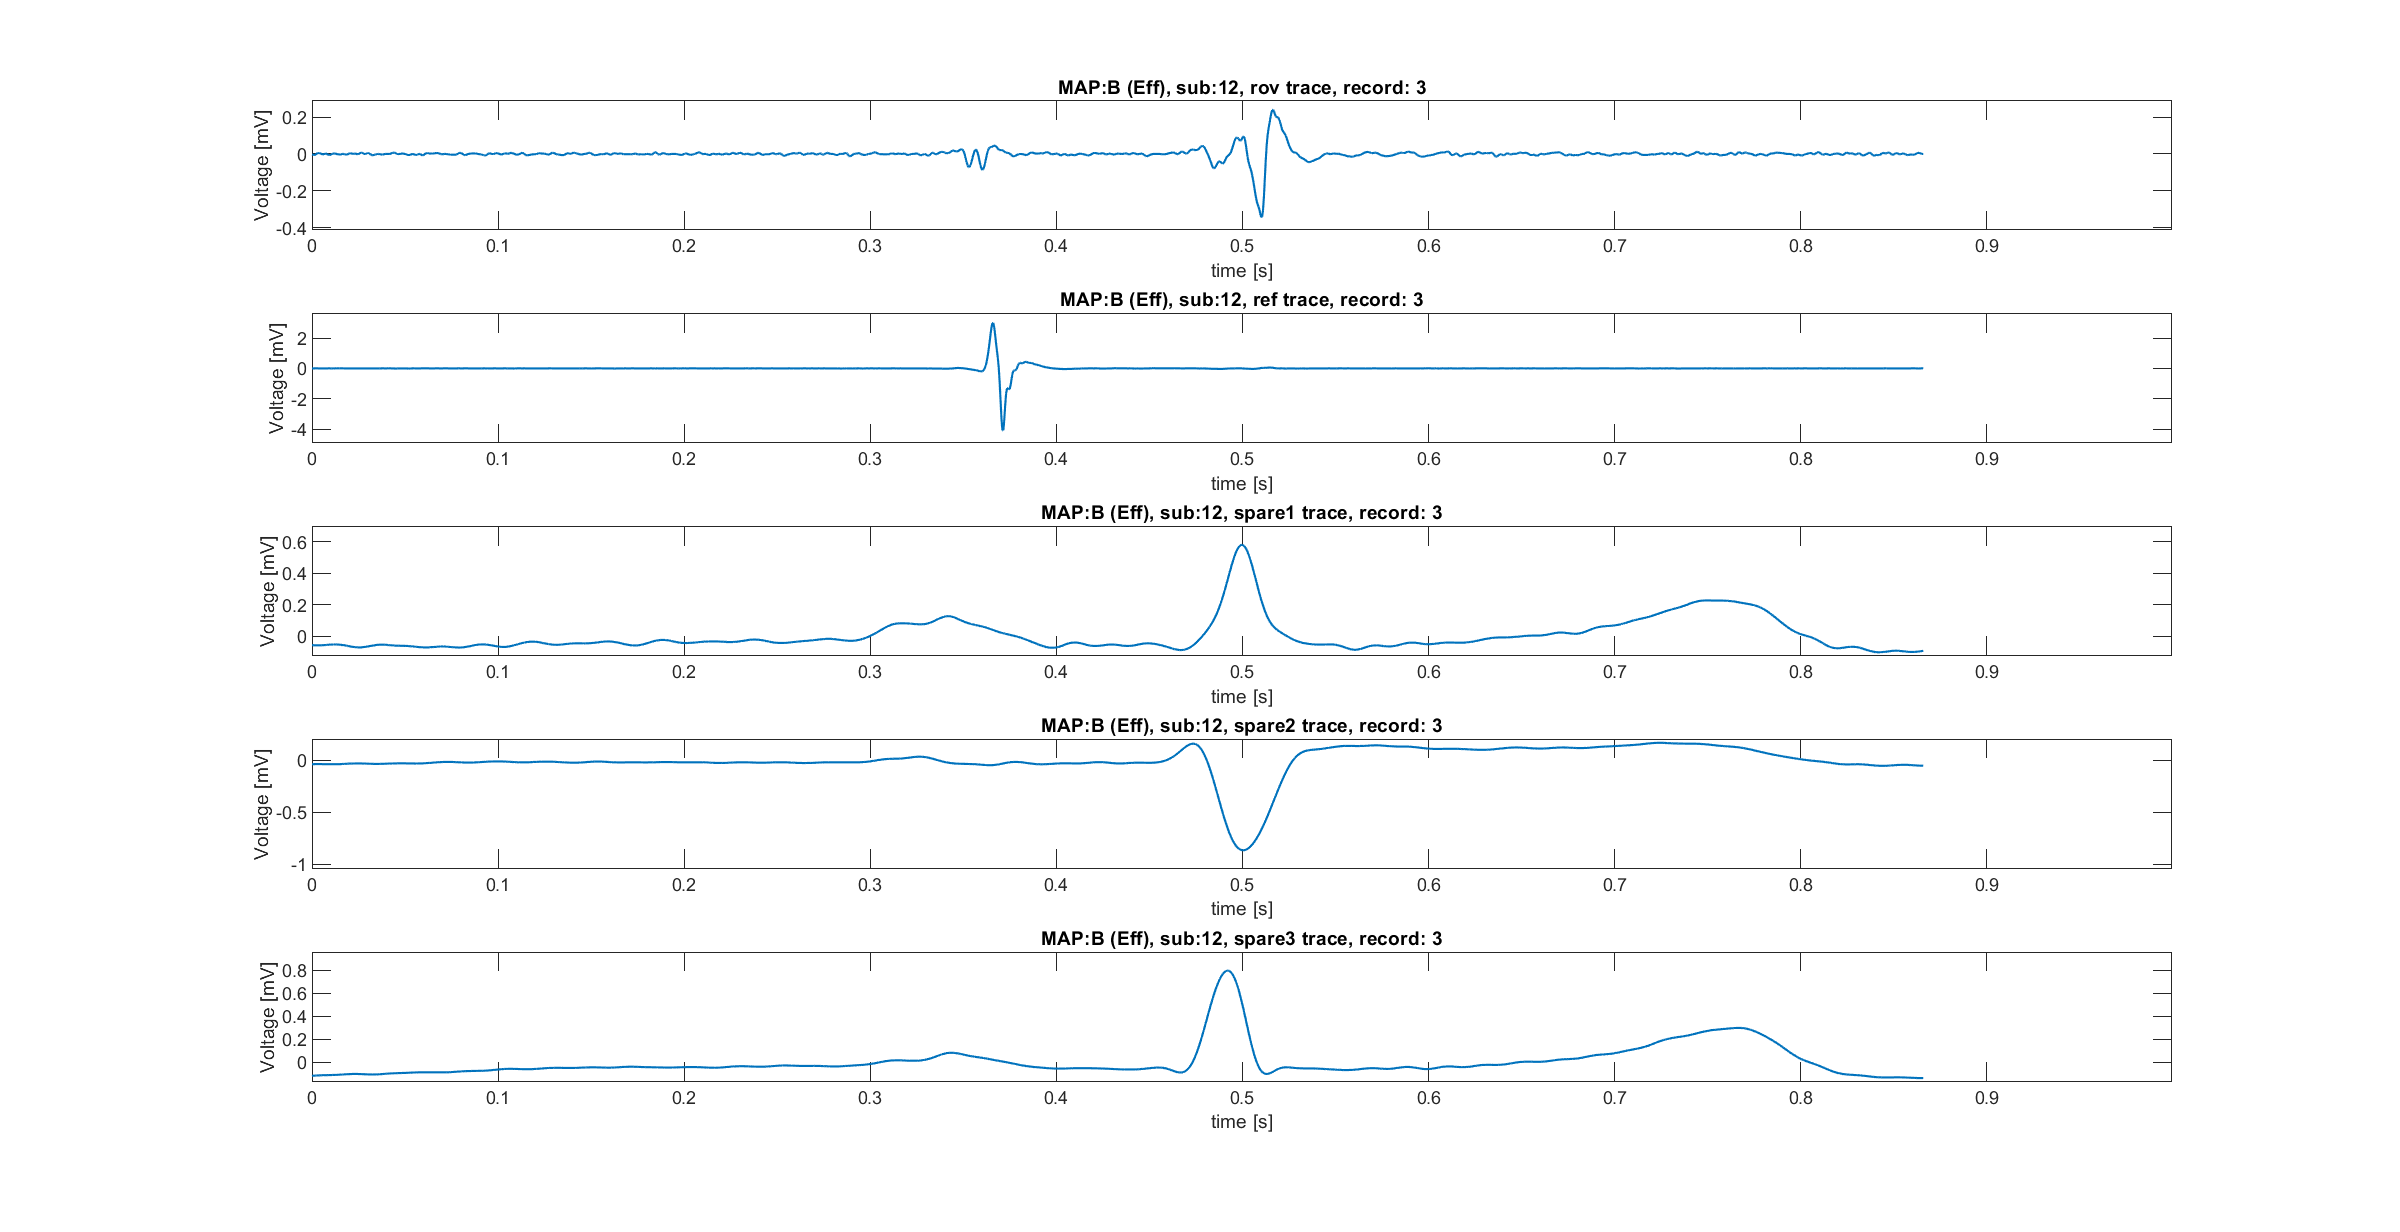 MAP:B (Eff), sub:12, rov trace, record: 3
Voltage [mV]
0.2
0
-0.2
-0.4
0 0.1 0.2 0.3 0.4 0.5 0.6 0.7 0.8 0.9
time [s]
MAP:B (Eff), sub:12, ref trace, record: 3
Voltage [mV]
2
0
-2
-4
0 0.1 0.2 0.3 0.4 0.5 0.6 0.7 0.8 0.9
time [s]
MAP:B (Eff), sub:12, spare1 trace, record: 3
Voltage [mV]
0.6
0.4
0.2
0
0 0.1 0.2 0.3 0.4 0.5 0.6 0.7 0.8 0.9
time [s]
MAP:B (Eff), sub:12, spare2 trace, record: 3
Voltage [mV]
0
-0.5
-1
0 0.1 0.2 0.3 0.4 0.5 0.6 0.7 0.8 0.9
time [s]
MAP:B (Eff), sub:12, spare3 trace, record: 3
Voltage [mV]
0.8
0.6
0.4
0.2
0
0 0.1 0.2 0.3 0.4 0.5 0.6 0.7 0.8 0.9
time [s]